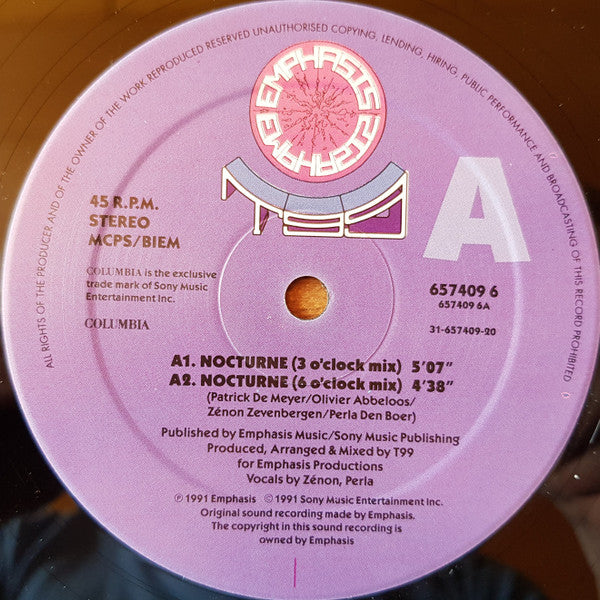 ALL RIGHTS OF THE PRODUCER AND OF THE OWNER OF THE WORK REPRODUCED RESERVED UNAUTHORISED COPYING, LENDING, HIRING, PUBLIC PERFORMANCE AND BROADCASTING OF THIS RECORD PROHIBITED
EMPHASIS
EMPHASIS
T99
A
45 R.P.M.
STEREO
MCPS/BIEM
COLUMBIA is the exclusive
trade mark of Sony Music
Entertainment Inc.
COLUMBIA
657409 6
657409 6A
31-657409-20
A1. NOCTURNE (3 o'clock mix) 5'07"
A2. NOCTURNE (6 o'clock mix) 4'38"
(Patrick De Meyer/Olivier Abbeloos/
Zénon Zevenbergen/Perla Den Boer)
Published by Emphasis Music/Sony Music Publishing
Produced, Arranged & Mixed by T99
for Emphasis Productions
Vocals by Zénon, Perla
℗ 1991 Emphasis © 1991 Sony Music Entertainment Inc.
Original sound recording made by Emphasis.
The copyright in this sound recording is
owned by Emphasis